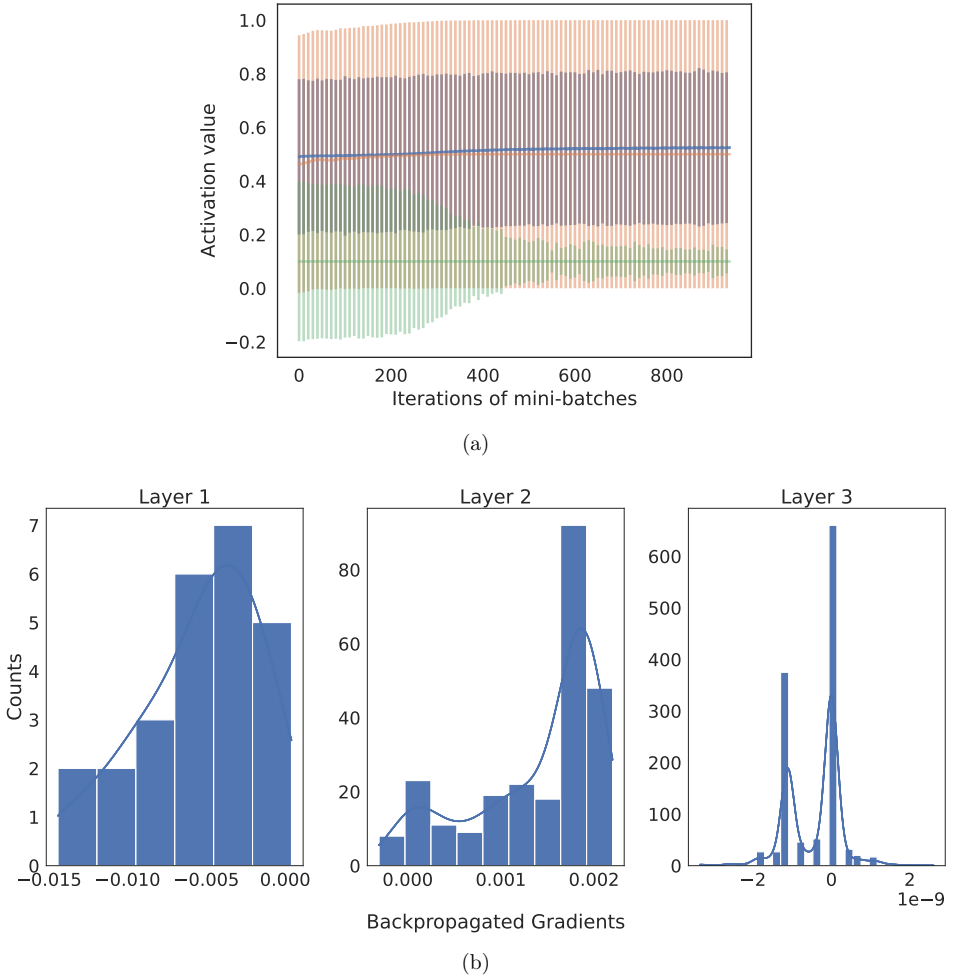 1.0
0.8
0.6
0.4
0.2
0.0
−0.2
Activation value
0 200 400 600 800
Iterations of mini-batches
(a)
Layer 1
7
6
5
4
3
2
1
0
Counts
−0.015 −0.010 −0.005 0.000
Layer 2
80
60
40
20
0
0.000 0.001 0.002
Layer 3
600
500
400
300
200
100
0
−2 0 2
1e−9
Backpropagated Gradients
(b)